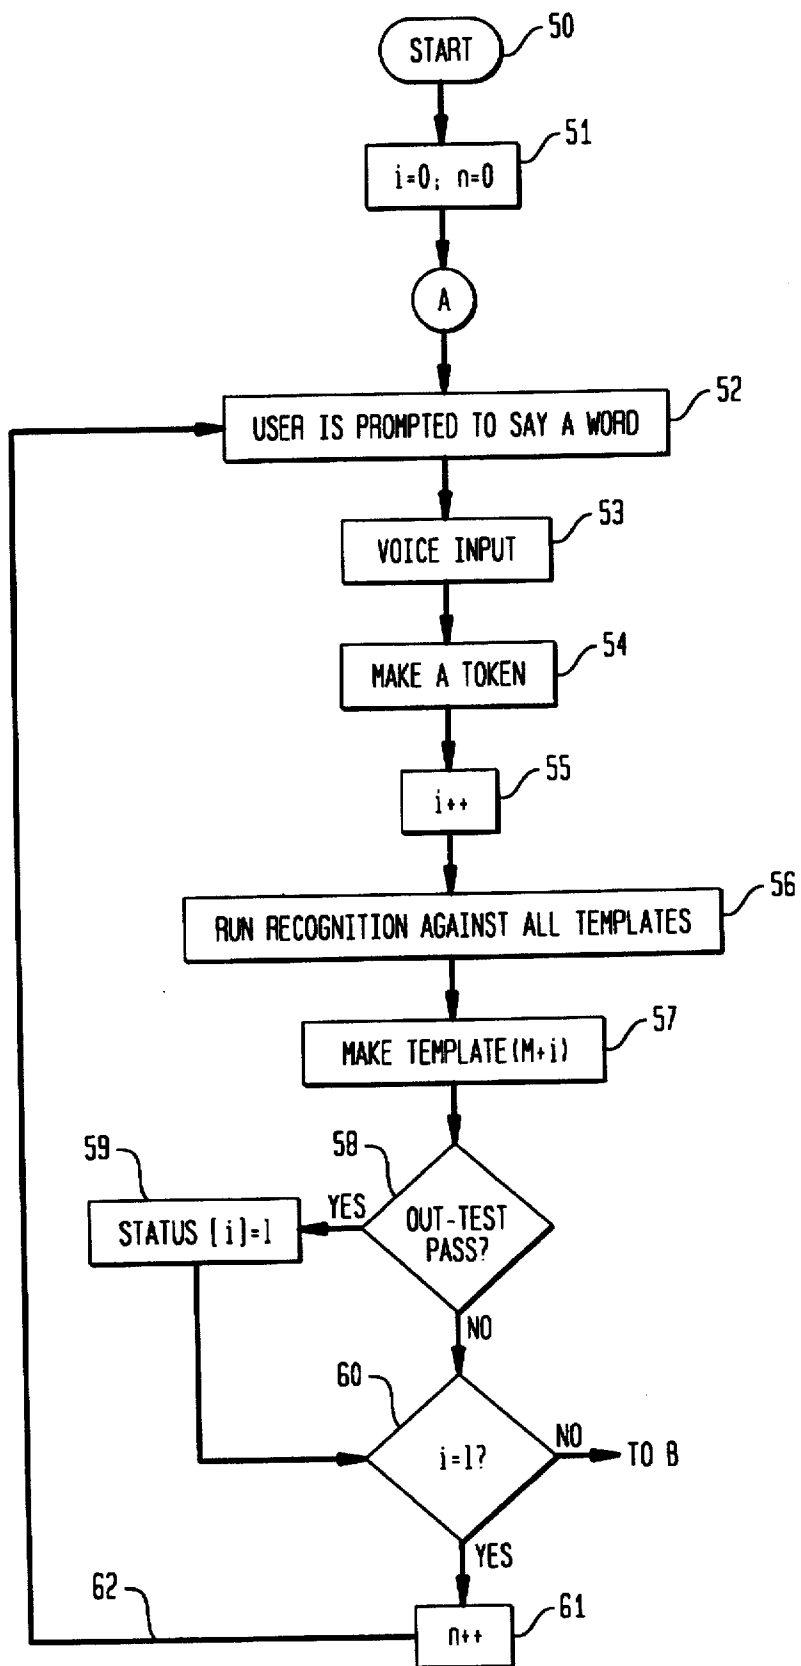 START
50
51
i=0; n=0
A
52
USER IS PROMPTED TO SAY A WORD
53
VOICE INPUT
54
MAKE A TOKEN
55
i++
56
RUN RECOGNITION AGAINST ALL TEMPLATES
57
MAKE TEMPLATE(M+i)
58
59
YES
OUT-TEST
PASS?
STATUS [i]=1
NO
60
i=1?
NO
TO B
YES
62
61
n++